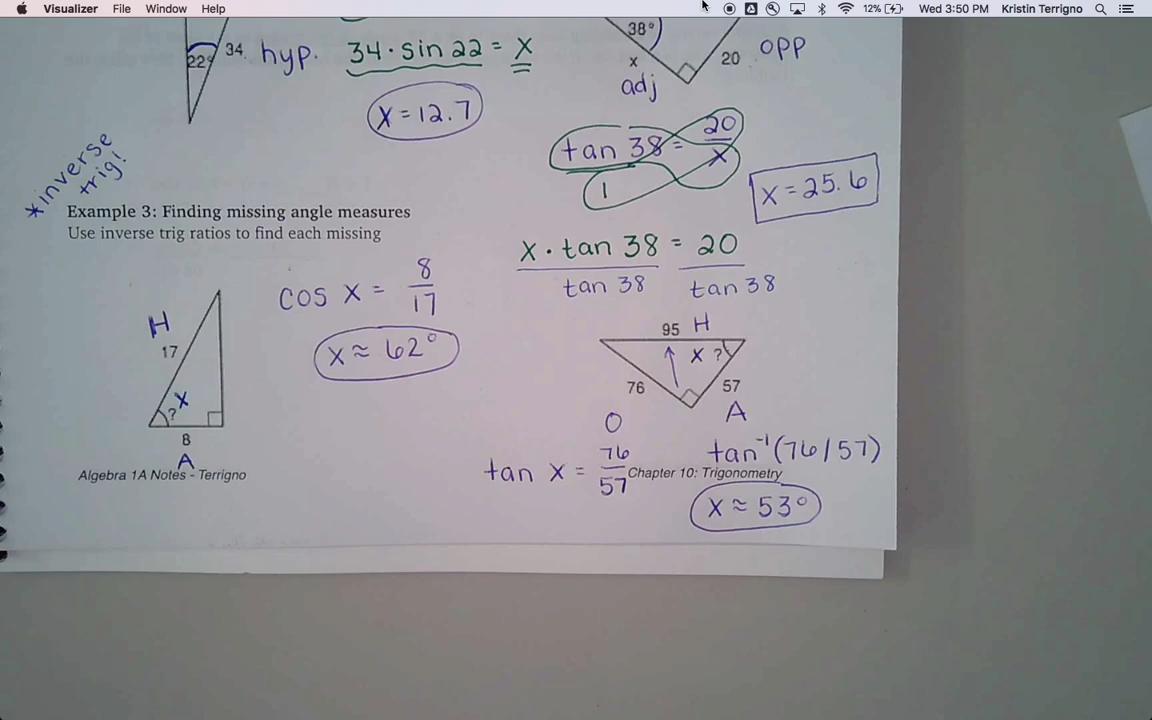 Visualizer File Window Help 12% Wed 3:50 PM Kristin Terrigno
22° 34 hyp. 34 · sin 22 = x
x = 12.7
38° x adj 20 opp
tan 38 = 20/x
1
x = 25.6
*inverse trig!
Example 3: Finding missing angle measures
Use inverse trig ratios to find each missing
x · tan 38 = 20
tan 38 tan 38
H 17 x ? 8 A
cos x = 8/17
x ≈ 62°
95 H x ? 76 57 O A
tan x = 76/57
tan⁻¹(76/57)
x ≈ 53°
Algebra 1A Notes - Terrigno Chapter 10: Trigonometry